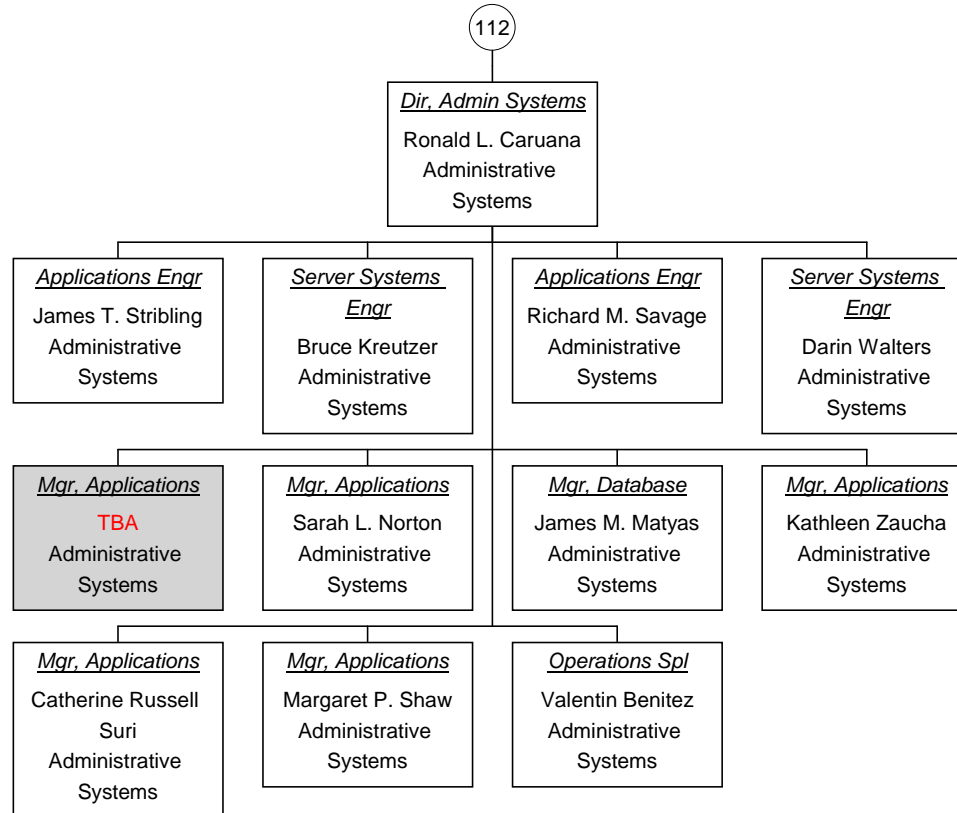 112
Dir, Admin Systems
Ronald L. Caruana
Administrative
Systems
Applications Engr
James T. Stribling
Administrative
Systems
Server Systems
Engr
Bruce Kreutzer
Administrative
Systems
Applications Engr
Richard M. Savage
Administrative
Systems
Server Systems
Engr
Darin Walters
Administrative
Systems
Mgr, Applications
TBA
Administrative
Systems
Mgr, Applications
Sarah L. Norton
Administrative
Systems
Mgr, Database
James M. Matyas
Administrative
Systems
Mgr, Applications
Kathleen Zaucha
Administrative
Systems
Mgr, Applications
Catherine Russell
Suri
Administrative
Systems
Mgr, Applications
Margaret P. Shaw
Administrative
Systems
Operations Spl
Valentin Benitez
Administrative
Systems